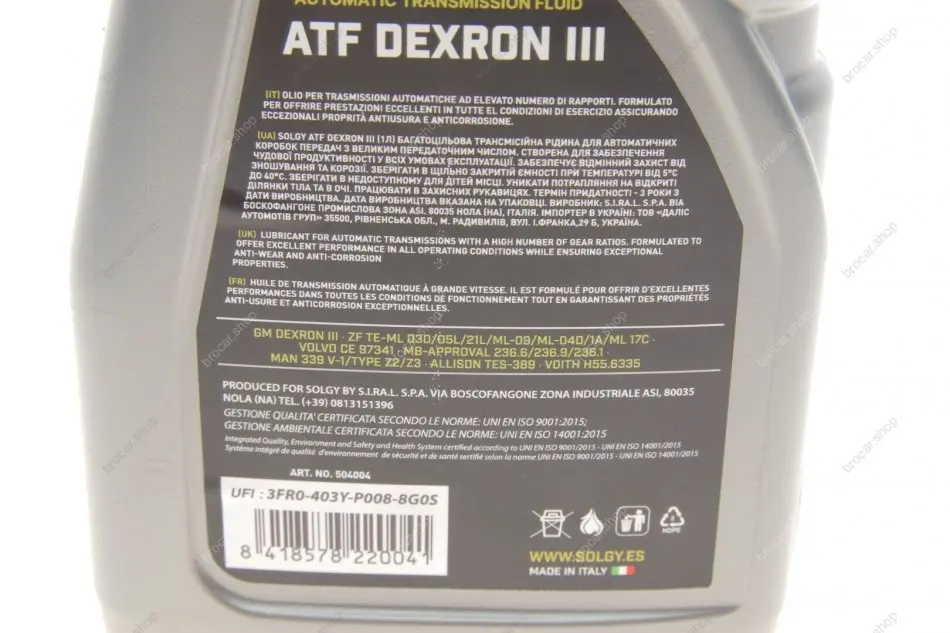 AUTOMATIC TRANSMISSION FLUID
ATF DEXRON III
(IT) OLIO PER TRASMISSIONI AUTOMATICHE AD ELEVATO NUMERO DI RAPPORTI. FORMULATO
PER OFFRIRE PRESTAZIONI ECCELLENTI IN TUTTE EL CONDIZIONI DI ESERCIZIO ASSICURANDO
ECCEZIONALI PROPRITÀ ANTIUSURA E ANTICORROSIONE.
(UA) SOLGY ATF DEXRON III (1Л) БАГАТОЦІЛЬОВА ТРАНСМІСІЙНА РІДИНА ДЛЯ АВТОМАТИЧНИХ
КОРОБОК ПЕРЕДАЧ З ВЕЛИКИМ ПЕРЕДАТОЧНИМ ЧИСЛОМ. СТВОРЕНА ДЛЯ ЗАБЕЗПЕЧЕННЯ
ЧУДОВОЇ ПРОДУКТИВНОСТІ У ВСІХ УМОВАХ ЕКСПЛУАТАЦІЇ. ЗАБЕЗПЕЧУЄ ВІДМІННИЙ ЗАХИСТ ВІД
ЗНОШУВАННЯ ТА КОРОЗІЇ. ЗБЕРІГАТИ В ЩІЛЬНО ЗАКРИТІЙ ЄМНОСТІ ПРИ ТЕМПЕРАТУРІ ВІД 5°С
ДО 40°С. ЗБЕРІГАТИ В НЕДОСТУПНОМУ ДЛЯ ДІТЕЙ МІСЦІ. УНИКАТИ ПОТРАПЛЯННЯ НА ВІДКРИТІ
ДІЛЯНКИ ТІЛА ТА В ОЧІ. ПРАЦЮВАТИ В ЗАХИСНИХ РУКАВИЦЯХ. ТЕРМІН ПРИДАТНОСТІ - 3 РОКИ З
ДАТИ ВИРОБНИЦТВА. ДАТА ВИРОБНИЦТВА ВКАЗАНА НА УПАКОВЦІ. ВИРОБНИК: S.I.RA.L. S.P.A. ВІА
БОСКОФАНГОНЕ ПРОМИСЛОВА ЗОНА ASI, 80035 НОЛА (НА), ІТАЛІЯ. ІМПОРТЕР В УКРАЇНІ: ТОВ «ДАЛІС
АУТОМОТІВ ГРУП» 35500, РІВНЕНСЬКА ОБЛ., М. РАДИВИЛІВ, ВУЛ. І.ФРАНКА,29 Б, УКРАЇНА.
(UK) LUBRICANT FOR AUTOMATIC TRANSMISSIONS WITH A HIGH NUMBER OF GEAR RATIOS. FORMULATED TO
OFFER EXCELLENT PERFORMANCE IN ALL OPERATING CONDITIONS WHILE ENSURING EXCEPTIONAL
ANTI-WEAR AND ANTI-CORROSION
PROPERTIES.
(FR) HUILE DE TRANSMISSION AUTOMATIQUE À GRANDE VITESSE. IL EST FORMULÉ POUR OFFRIR D'EXCELLENTES
PERFORMANCES DANS TOUTES LES CONDITIONS DE FONCTIONNEMENT TOUT EN GARANTISSANT DES PROPRIÉTÉS
ANTI-USURE ET ANTICORROSION EXCEPTIONNELLES.
GM DEXRON III · ZF TE-ML 03D/05L/21L/ML-09/ML-04D/1A/ML 17C ·
VOLVO CE 97341 · MB-APPROVAL 236.6/236.9/236.1 ·
MAN 339 V-1/TYPE Z2/Z3 · ALLISON TES-389 · VOITH H55.6335
PRODUCED FOR SOLGY BY S.I.RA.L. S.P.A. VIA BOSCOFANGONE ZONA INDUSTRIALE ASI, 80035
NOLA (NA) TEL. (+39) 0813151396
GESTIONE QUALITA' CERTIFICATA SECONDO LE NORME: UNI EN ISO 9001:2015;
GESTIONE AMBIENTALE CERTIFICATA SECONDO LE NORME: UNI EN ISO 14001:2015
Integrated Quality, Environment and Safety and Health System certified according to UNI EN ISO 9001/2015 - UNI EN ISO 14001/2015
Système intégré de qualité d'environnement de sécurité et de santé sertifié selon la norme UNI EN ISO 9001/2015 - UNI EN ISO 14001/2015
ART. NO. 504004
UFI : 3FR0-403Y-P008-8G0S
8 418578 220041
PE/HDPE
WWW.SOLGY.ES
MADE IN ITALY
brocar.shop